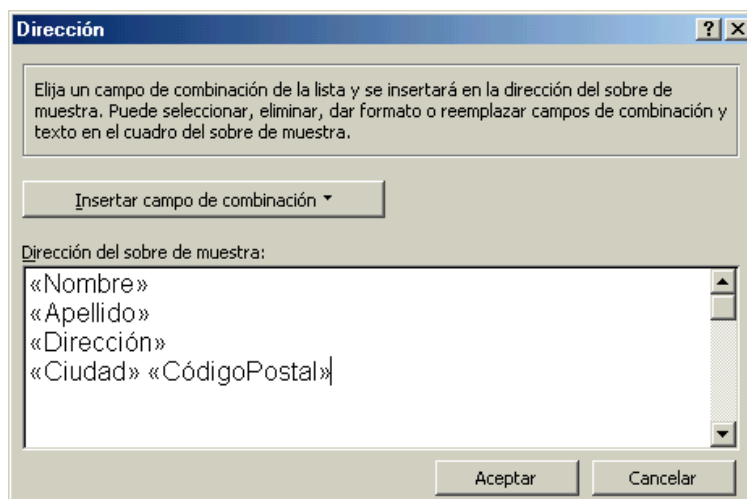 Dirección
Elija un campo de combinación de la lista y se insertará en la dirección del sobre de
muestra. Puede seleccionar, eliminar, dar formato o reemplazar campos de combinación y
texto en el cuadro del sobre de muestra.
Insertar campo de combinación
Dirección del sobre de muestra:
«Nombre»
«Apellido»
«Dirección»
«Ciudad» «CódigoPostal»
Aceptar Cancelar